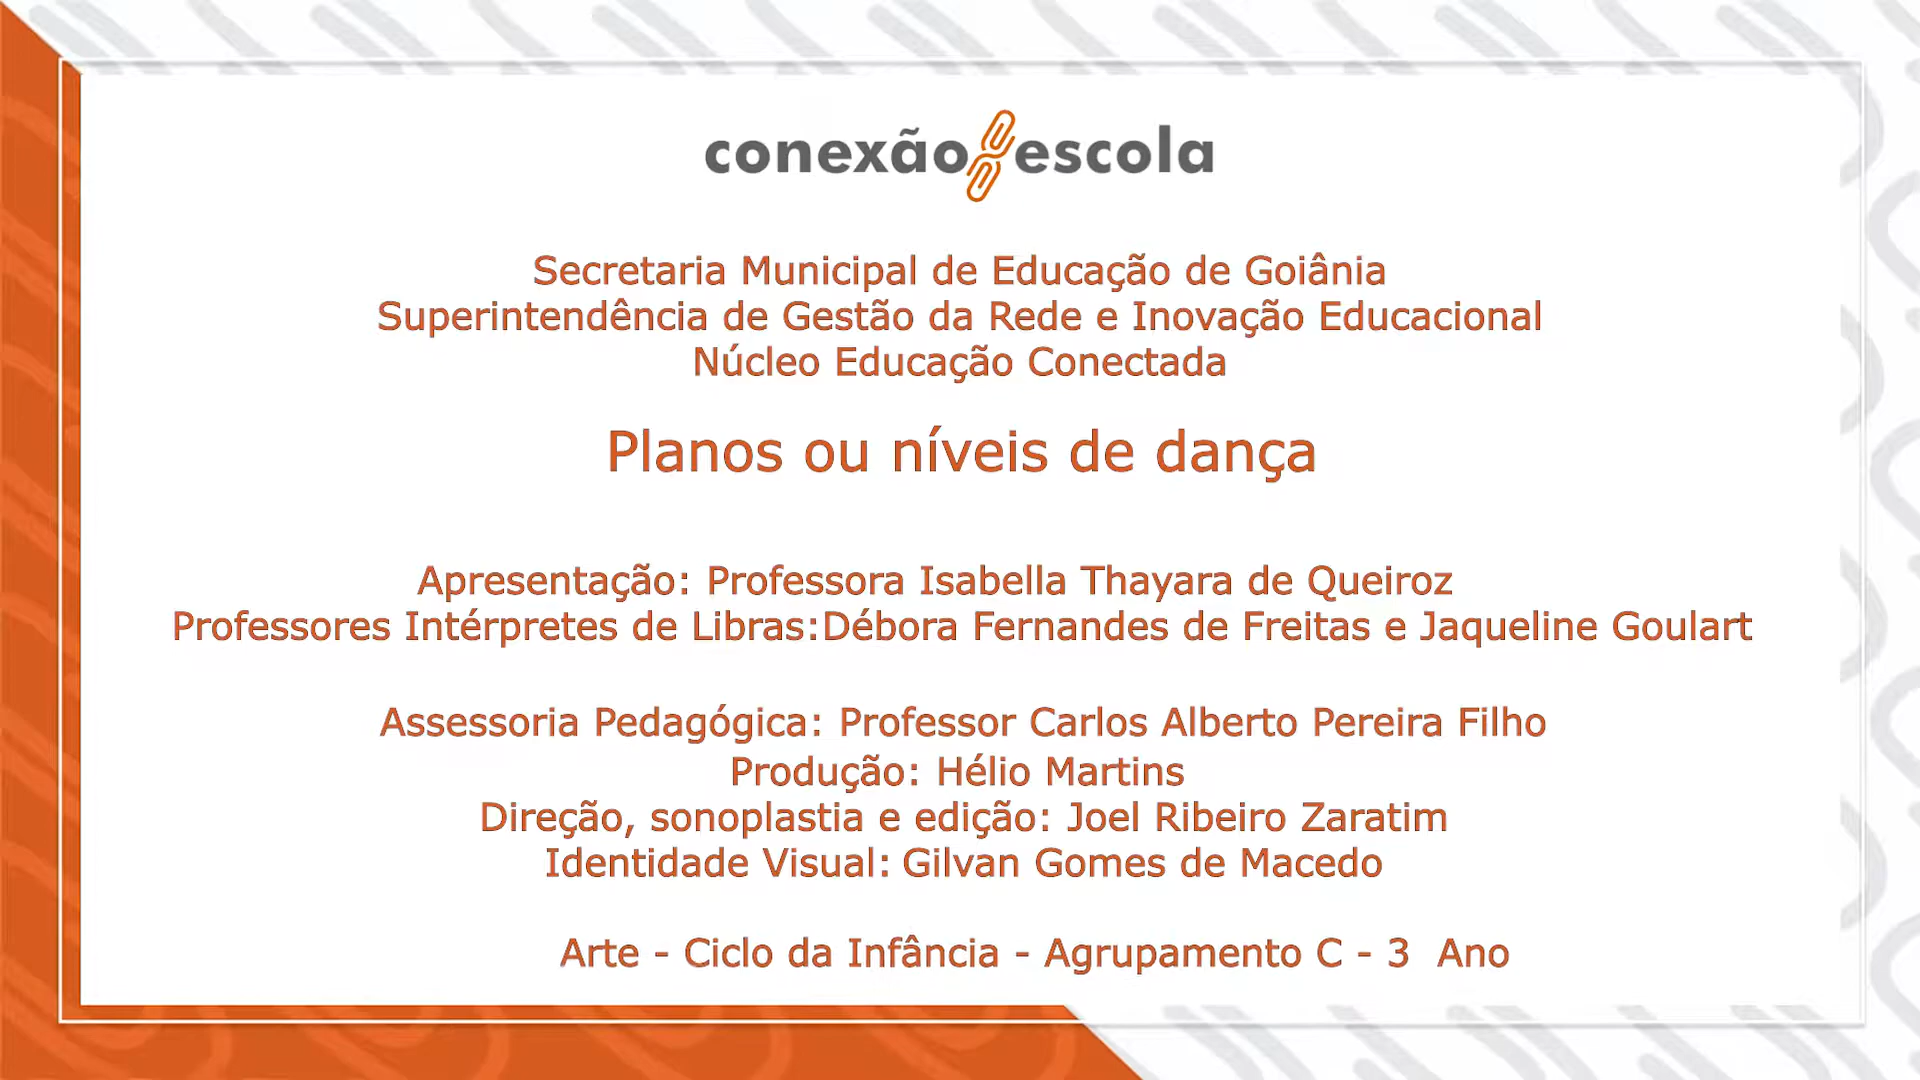 conexão escola
Secretaria Municipal de Educação de Goiânia
Superintendência de Gestão da Rede e Inovação Educacional
Núcleo Educação Conectada
Planos ou níveis de dança
Apresentação: Professora Isabella Thayara de Queiroz
Professores Intérpretes de Libras:Débora Fernandes de Freitas e Jaqueline Goulart
Assessoria Pedagógica: Professor Carlos Alberto Pereira Filho
Produção: Hélio Martins
Direção, sonoplastia e edição: Joel Ribeiro Zaratim
Identidade Visual: Gilvan Gomes de Macedo
Arte - Ciclo da Infância - Agrupamento C - 3  Ano